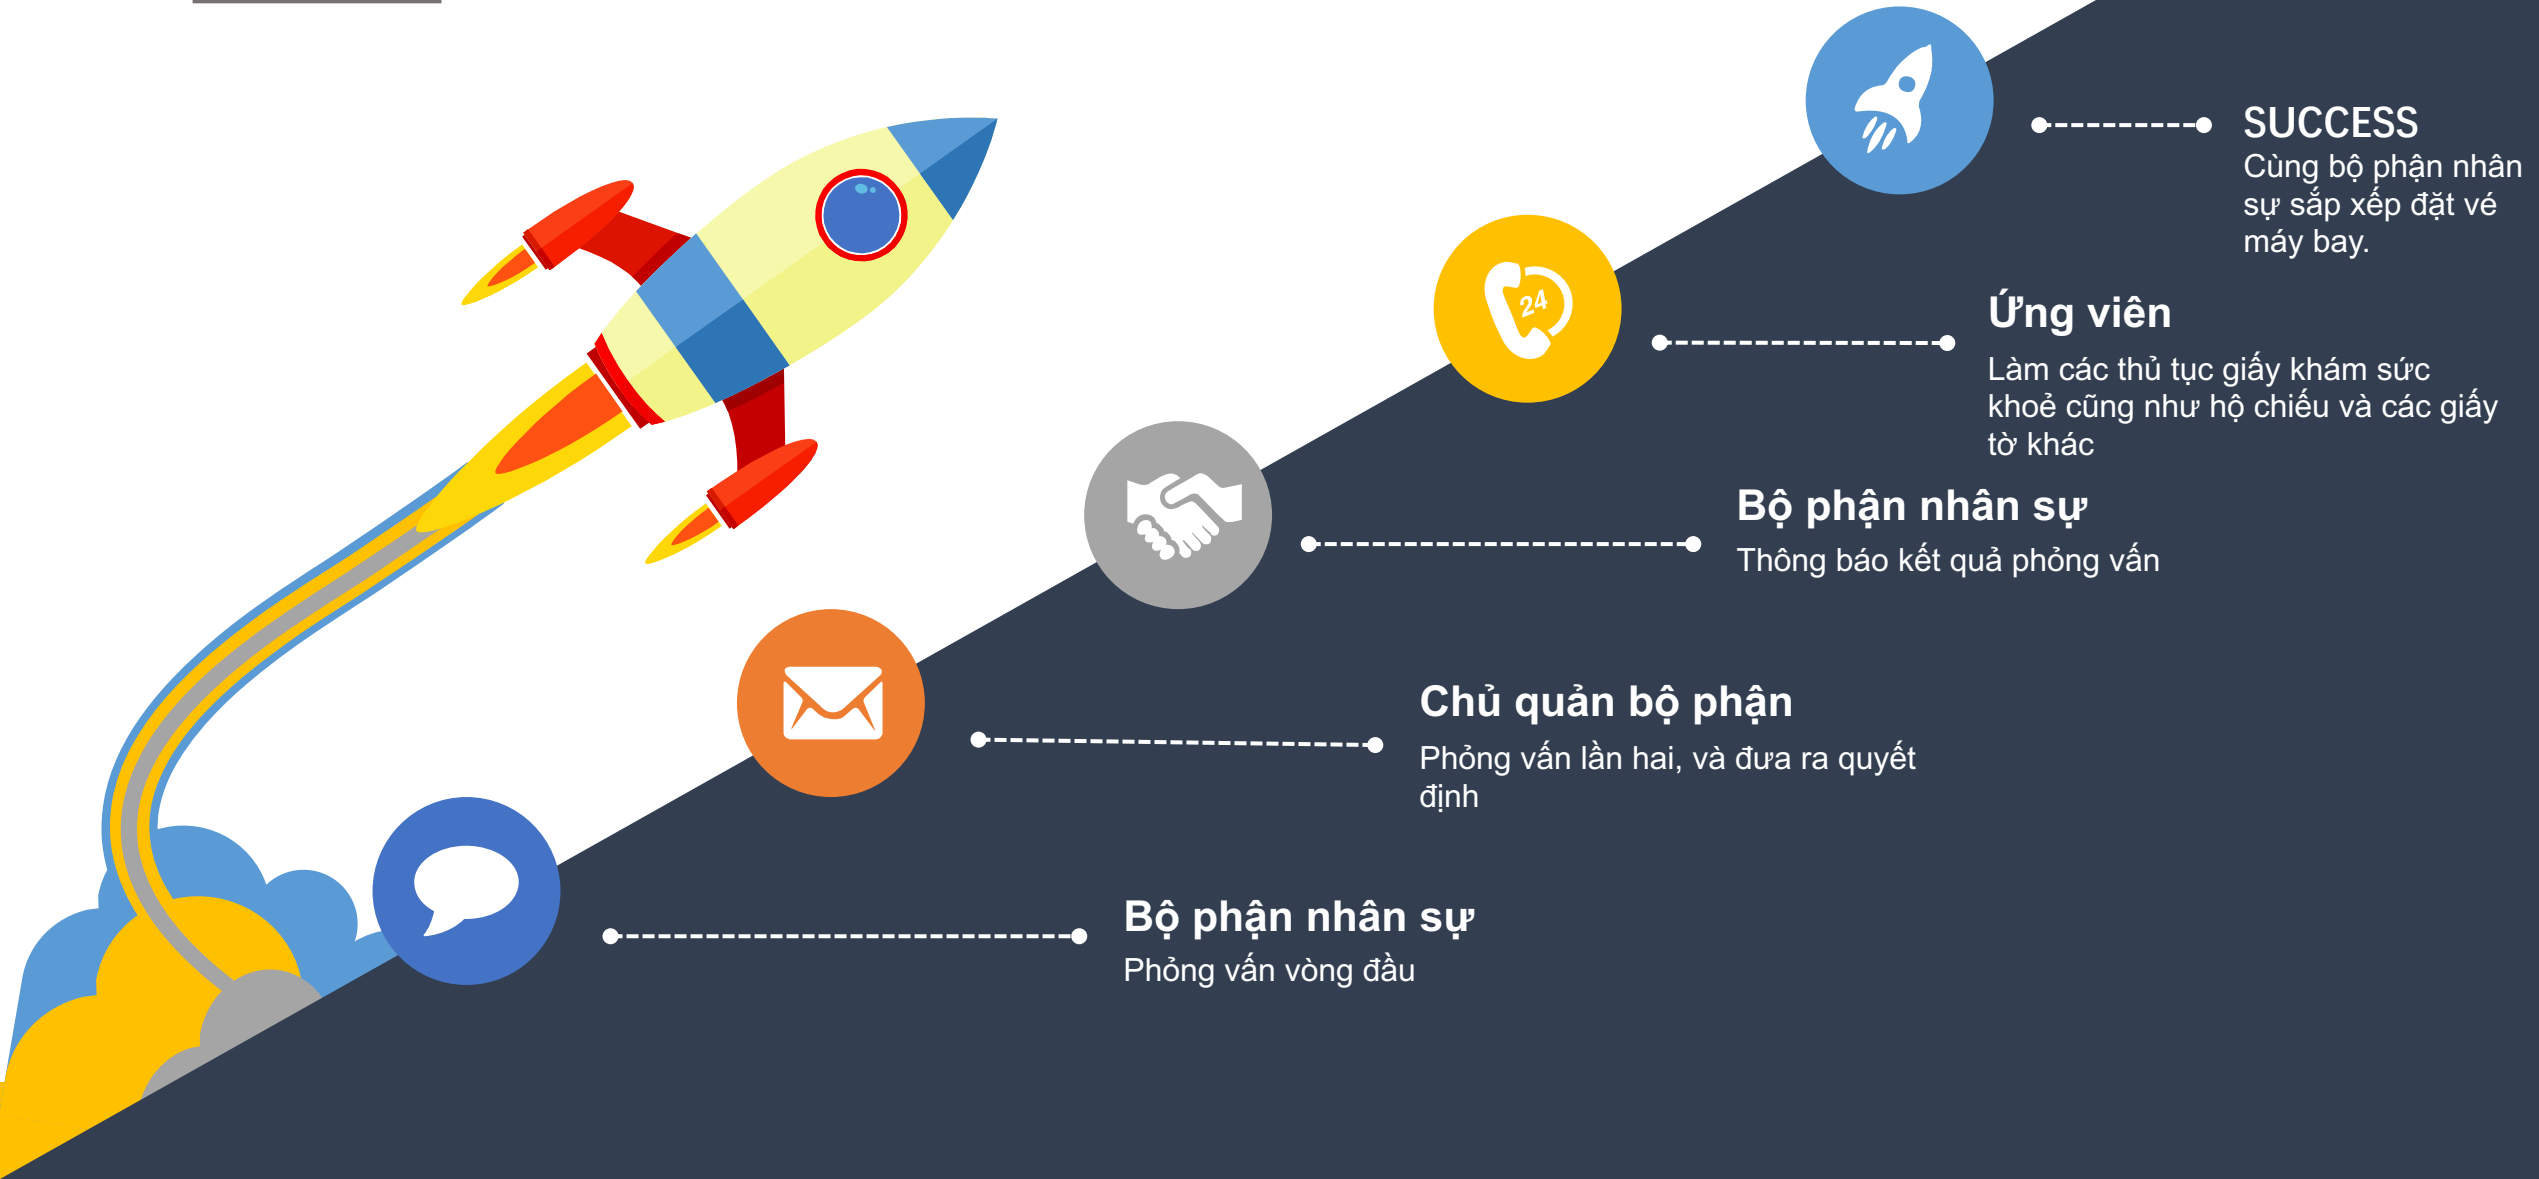 SUCCESS
Cùng bộ phận nhân
sự sắp xếp đặt vé
máy bay.
24
Ứng viên
Làm các thủ tục giấy khám sức
khoẻ cũng như hộ chiếu và các giấy
tờ khác
Bộ phận nhân sự
Thông báo kết quả phỏng vấn
Chủ quản bộ phận
Phỏng vấn lần hai, và đưa ra quyết
định
Bộ phận nhân sự
Phỏng vấn vòng đầu